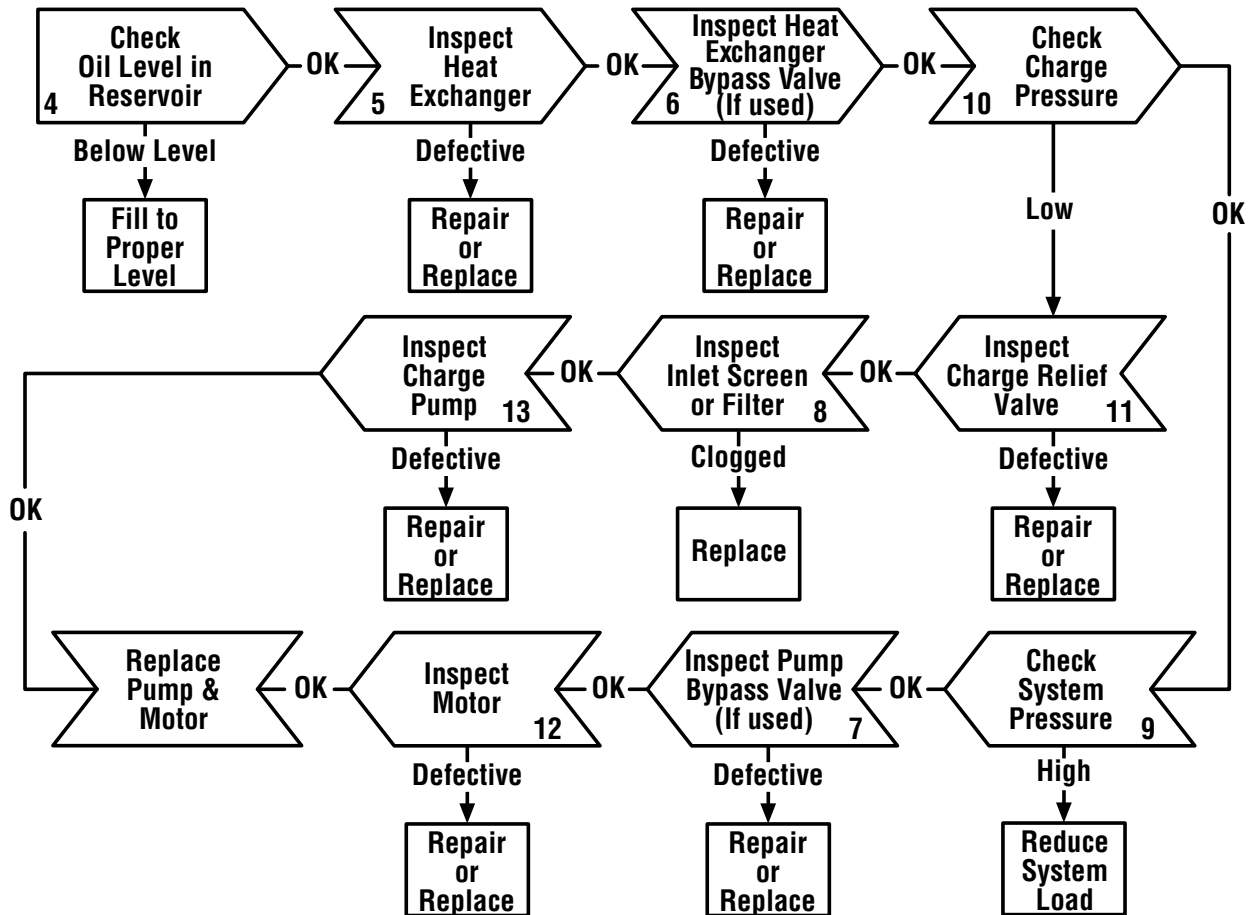 Check
Oil Level in
Reservoir
4
OK
Inspect
Heat
Exchanger
5
OK
Inspect Heat
Exchanger
Bypass Valve
(If used)
6
OK
Check
Charge
Pressure
10
Below Level
Defective
Defective
Low
OK
Fill to
Proper
Level
Repair
or
Replace
Repair
or
Replace
Inspect
Charge
Pump
13
OK
Inspect
Inlet Screen
or Filter
8
OK
Inspect
Charge Relief
Valve
11
Defective
Clogged
Defective
OK
Repair
or
Replace
Replace
Repair
or
Replace
Replace
Pump &
Motor
OK
Inspect
Motor
12
OK
Inspect Pump
Bypass Valve
(If used)
7
OK
Check
System
Pressure
9
Defective
Defective
High
Repair
or
Replace
Repair
or
Replace
Reduce
System
Load